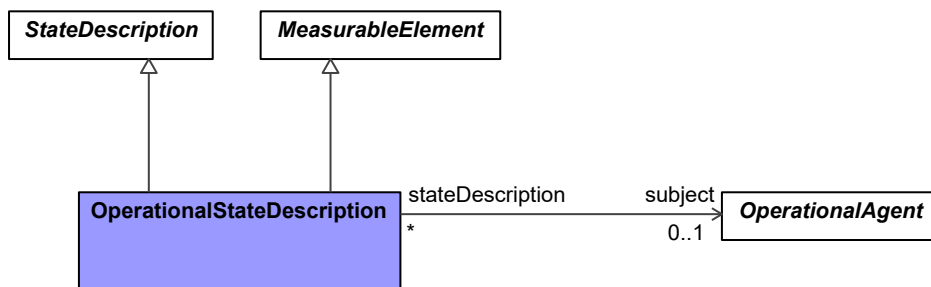 StateDescription
MeasurableElement
OperationalStateDescription
stateDescription
subject
*
0..1
OperationalAgent